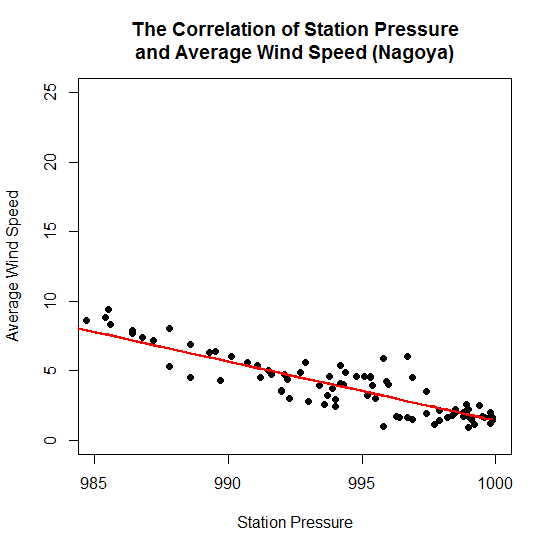 The Correlation of Station Pressure
and Average Wind Speed (Nagoya)
25
20
15
10
5
0
Average Wind Speed
985 990 995 1000
Station Pressure